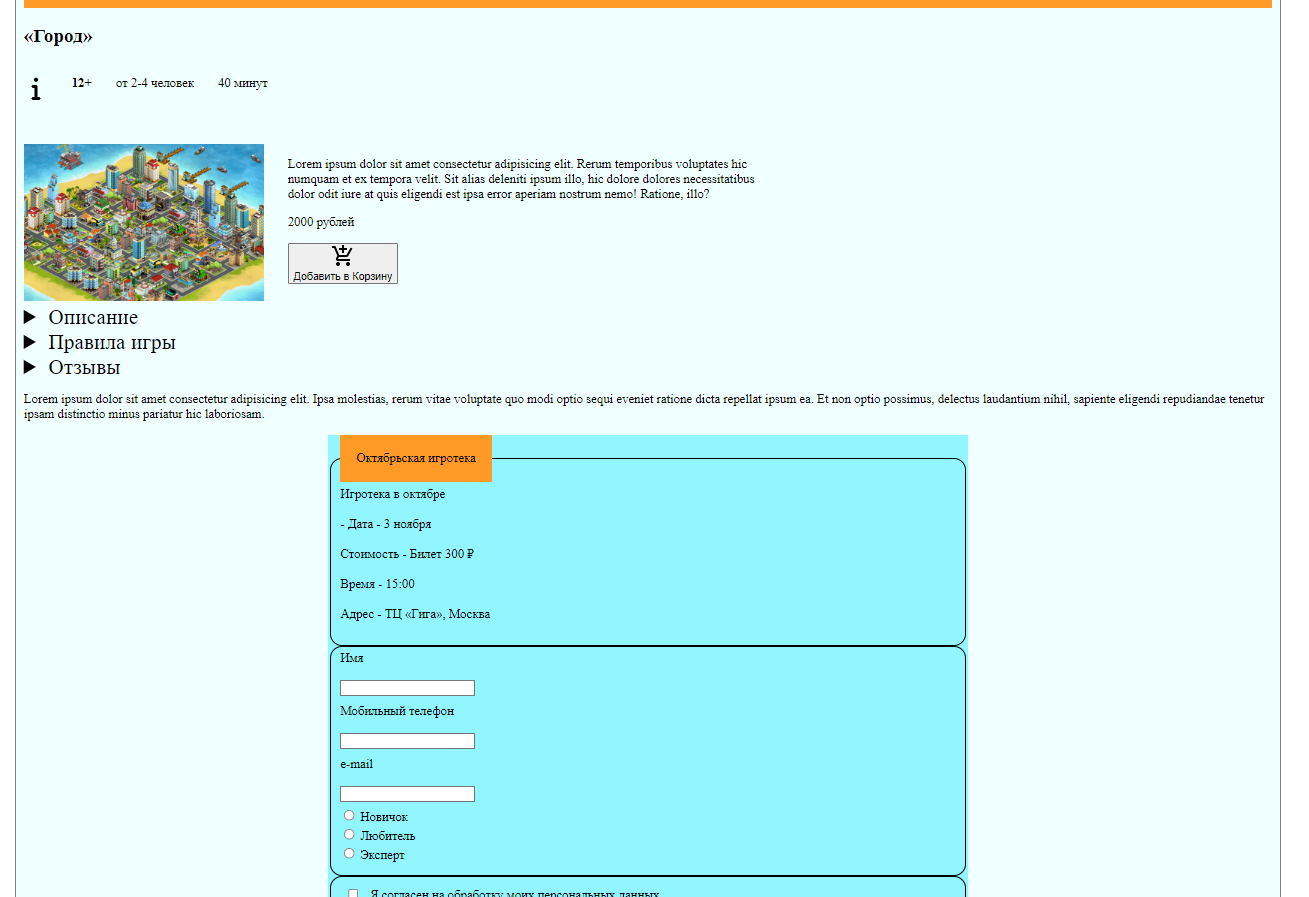 «Город»
12+ от 2-4 человек 40 минут
Lorem ipsum dolor sit amet consectetur adipisicing elit. Rerum temporibus voluptates hic
numquam et ex tempora velit. Sit alias deleniti ipsum illo, hic dolore dolores necessitatibus
dolor odit iure at quis eligendi est ipsa error aperiam nostrum nemo! Ratione, illo?
2000 рублей
Добавить в Корзину
Описание
Правила игры
Отзывы
Lorem ipsum dolor sit amet consectetur adipisicing elit. Ipsa molestias, rerum vitae voluptate quo modi optio sequi eveniet ratione dicta repellat ipsum ea. Et non optio possimus, delectus laudantium nihil, sapiente eligendi repudiandae tenetur
ipsam distinctio minus pariatur hic laboriosam.
Октябрьская игротека
Игротека в октябре
- Дата - 3 ноября
Стоимость - Билет 300 ₽
Время - 15:00
Адрес - ТЦ «Гига», Москва
Имя
Мобильный телефон
e-mail
Новичок
Любитель
Эксперт
Я согласен на обработку моих персональных данных